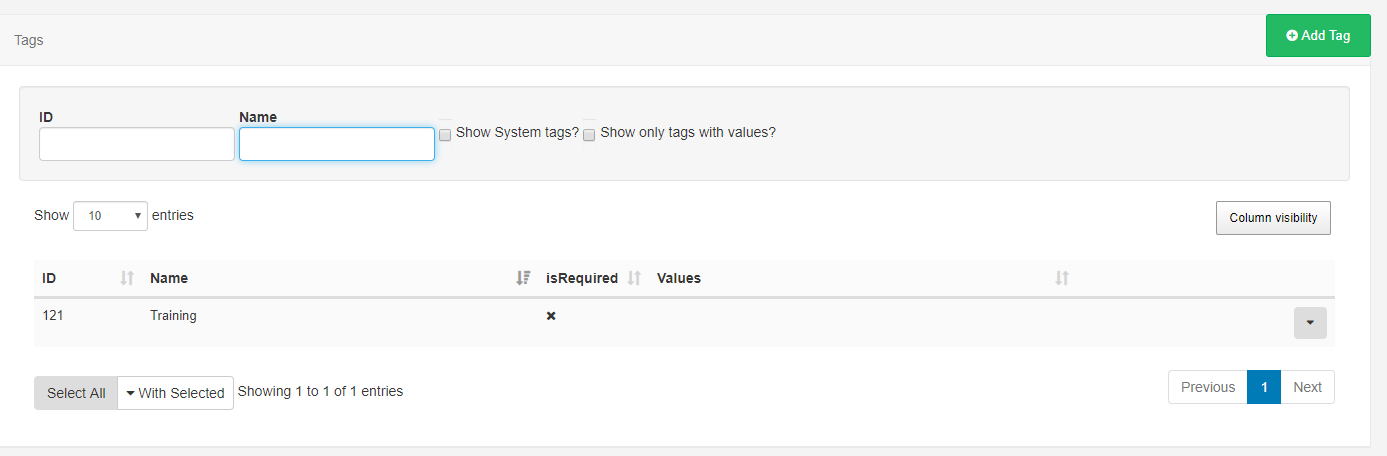 Tags
Add Tag
ID Name
Show System tags? Show only tags with values?
Show 10 entries
Column visibility
ID Name isRequired Values
121 Training
Select All With Selected Showing 1 to 1 of 1 entries
Previous 1 Next